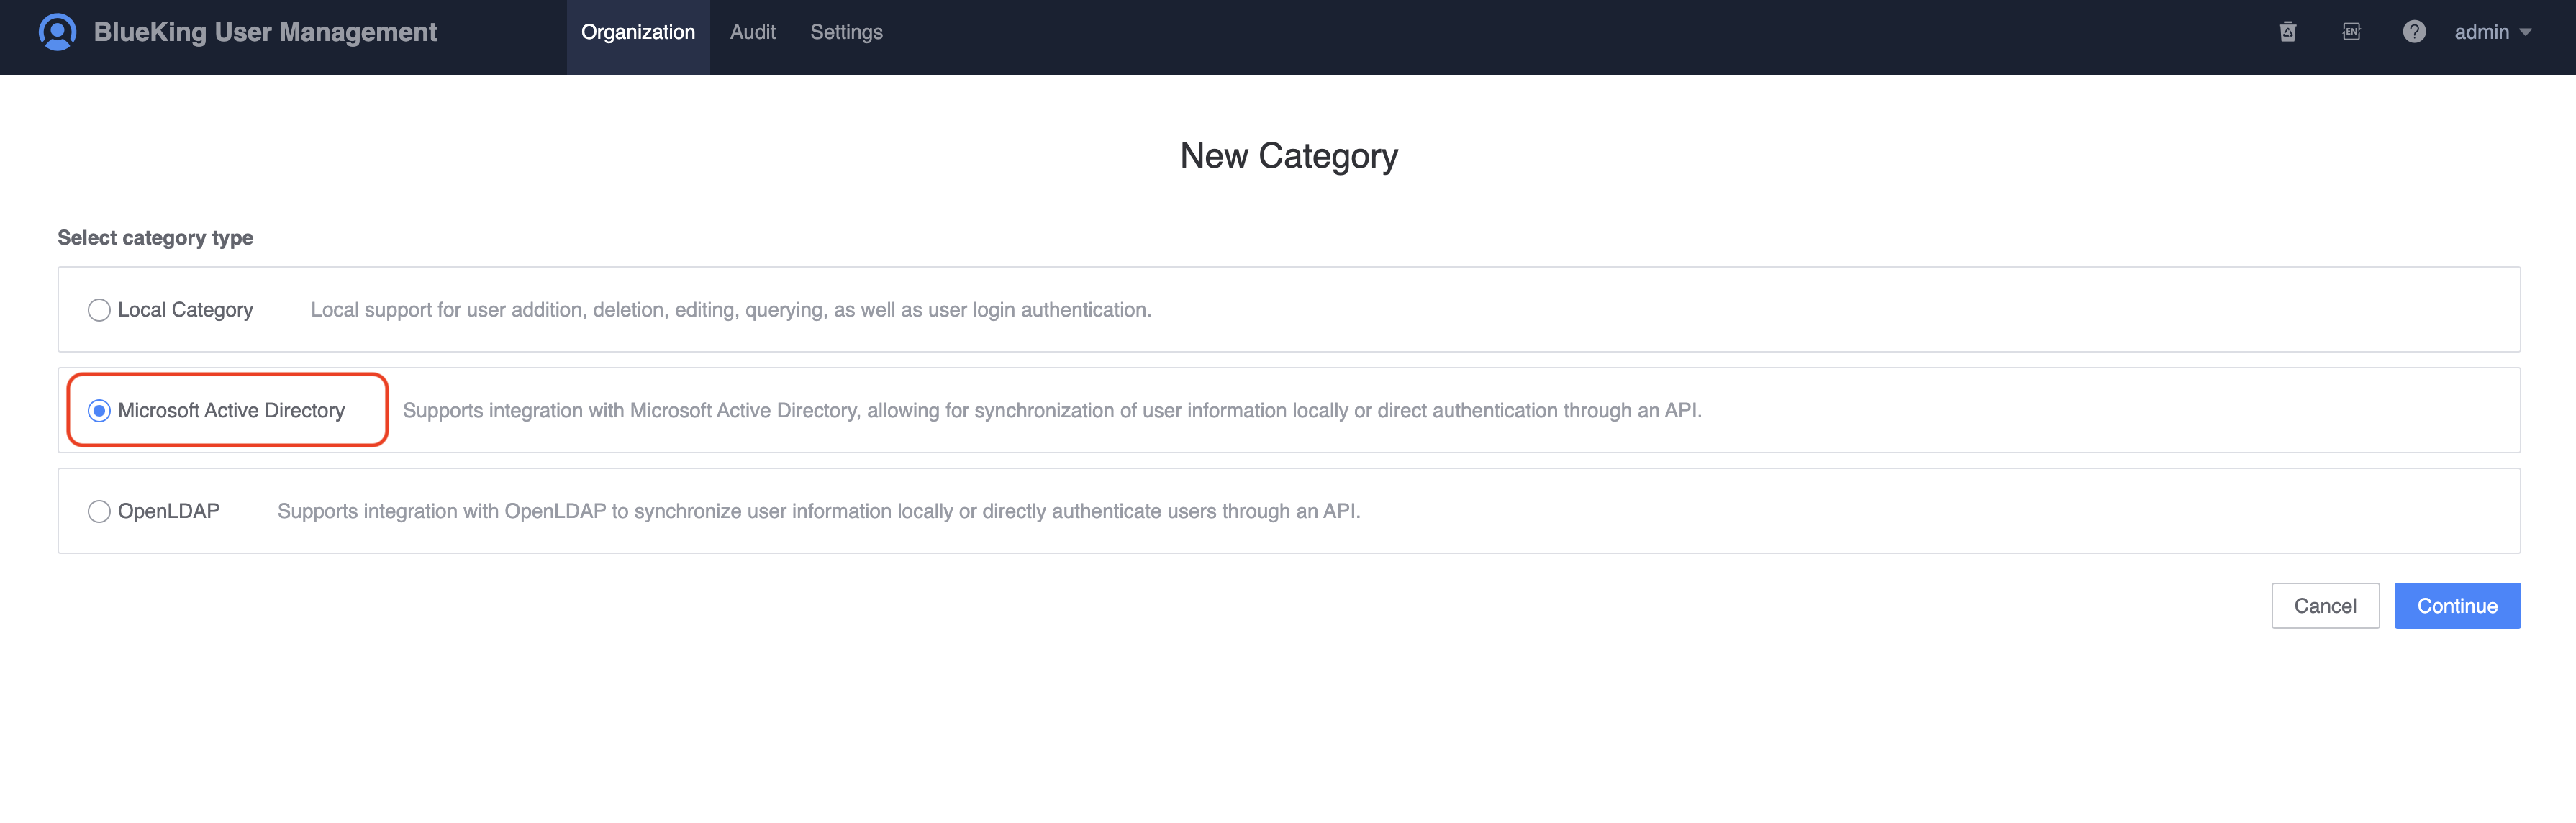 BlueKing User Management
Organization
Audit
Settings
EN
?
admin
New Category
Select category type
Local Category
Local support for user addition, deletion, editing, querying, as well as user login authentication.
Microsoft Active Directory
Supports integration with Microsoft Active Directory, allowing for synchronization of user information locally or direct authentication through an API.
OpenLDAP
Supports integration with OpenLDAP to synchronize user information locally or directly authenticate users through an API.
Cancel
Continue